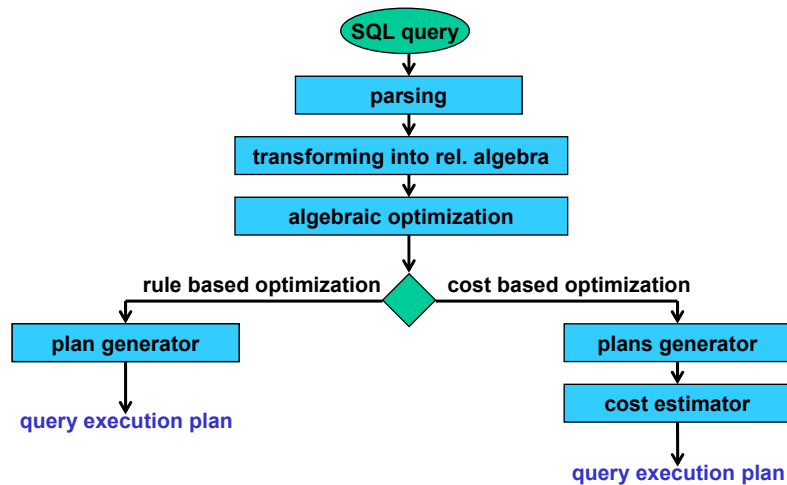 SQL query
parsing
transforming into rel. algebra
algebraic optimization
rule based optimization
cost based optimization
plan generator
plans generator
cost estimator
query execution plan
query execution plan